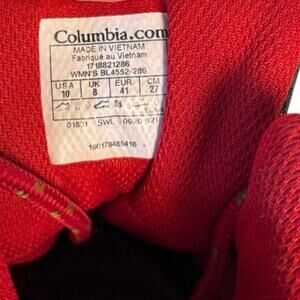 Columbia.com
MADE IN VIETNAM
Fabriqué au Vietnam
1718821286
WMN'S BL4552-286
USA UK EUR CM
10 8 41 27
01801 SWL 0920
190178485416